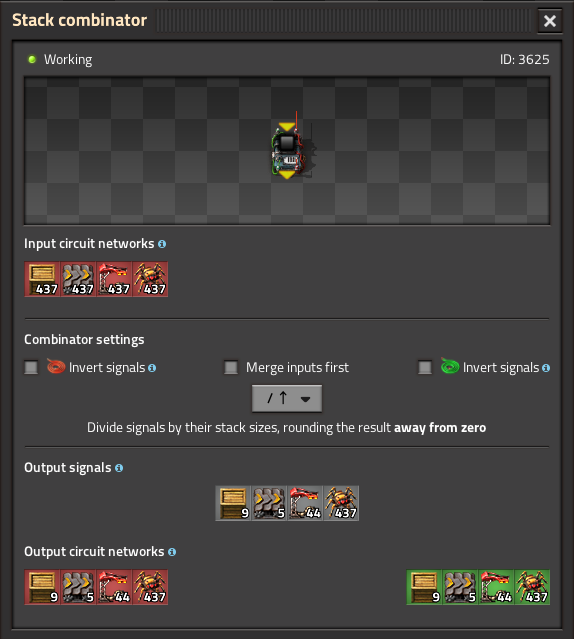 Stack combinator
Working
ID: 3625
Input circuit networks
437 437 437 437
Combinator settings
Invert signals
Merge inputs first
Invert signals
/ ↑
Divide signals by their stack sizes, rounding the result away from zero
Output signals
9 5 44 437
Output circuit networks
9 5 44 437
9 5 44 437